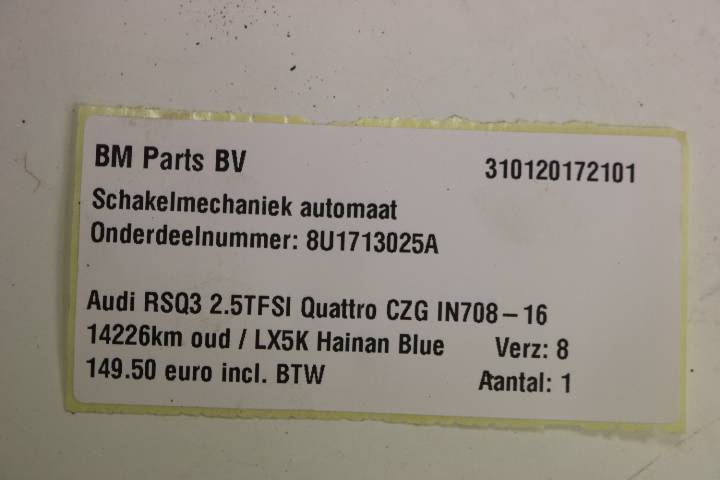 BM Parts BV 310120172101
Schakelmechaniek automaat
Onderdeelnummer: 8U1713025A
Audi RSQ3 2.5TFSI Quattro CZG IN708-16
14226km oud / LX5K Hainan Blue Verz: 8
149.50 euro incl. BTW Aantal: 1